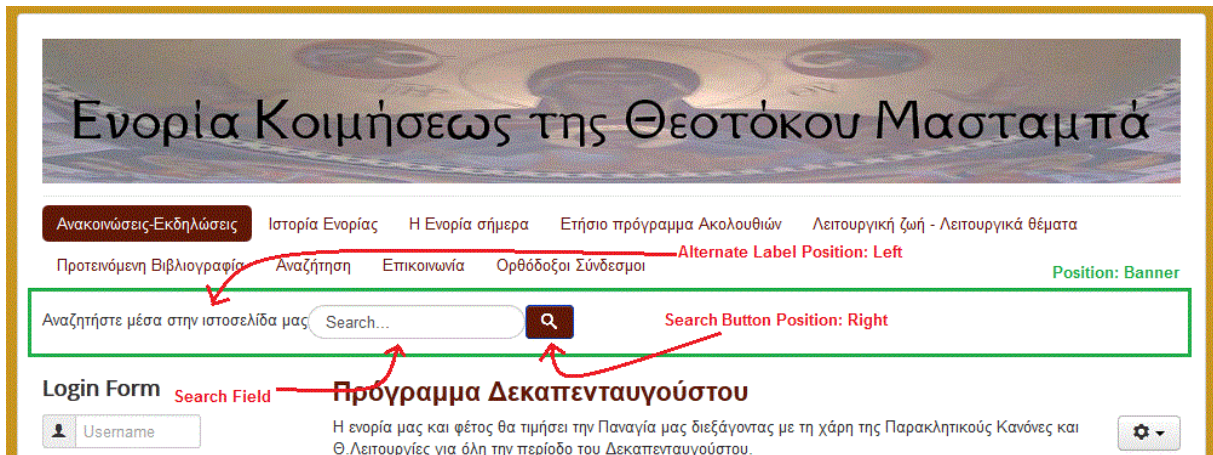 Ενορία Κοιμήσεως της Θεοτόκου Μασταμπά
Ανακοινώσεις-Εκδηλώσεις Ιστορία Ενορίας Η Ενορία σήμερα Ετήσιο πρόγραμμα Ακολουθιών Λειτουργική ζωή - Λειτουργικά θέματα
Alternate Label Position: Left
Προτεινόμενη Βιβλιογραφία Αναζήτηση Επικοινωνία Ορθόδοξοι Σύνδεσμοι
Position: Banner
Αναζητήστε μέσα στην ιστοσελίδα μας Search... Search Button Position: Right
Login Form Search Field Πρόγραμμα Δεκαπενταυγούστου
Username Η ενορία μας και φέτος θα τιμήσει την Παναγία μας διεξάγοντας με τη χάρη της Παρακλητικούς Κανόνες και
Θ.Λειτουργίες για όλη την περίοδο του Δεκαπενταυγούστου.